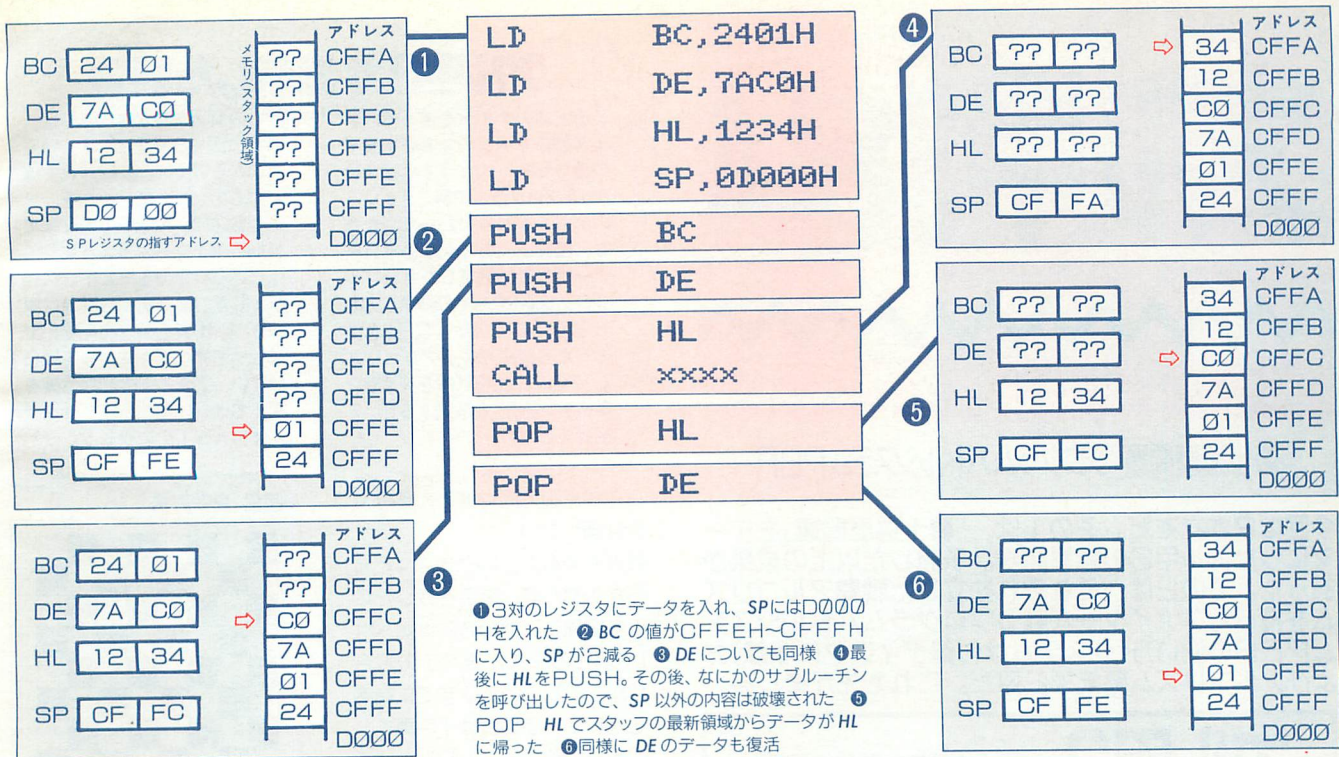 アドレス
BC 24 Ø1
DE 7A CØ
HL 12 34
SP DØ ØØ
SPレジスタの指すアドレス ⇨
メモリ(スタック領域)
?? CFFA
?? CFFB
?? CFFC
?? CFFD
?? CFFE
?? CFFF
DØØØ
❶
LD BC,2401H
LD DE,7AC0H
LD HL,1234H
LD SP,0D000H
❷
PUSH BC
PUSH DE
PUSH HL
CALL xxxx
POP HL
POP DE
アドレス
BC 24 Ø1
DE 7A CØ
HL 12 34
SP CF FE
?? CFFA
?? CFFB
?? CFFC
?? CFFD
⇨ Ø1 CFFE
24 CFFF
DØØØ
❸
アドレス
BC 24 Ø1
DE 7A CØ
HL 12 34
SP CF FC
?? CFFA
?? CFFB
⇨ CØ CFFC
7A CFFD
Ø1 CFFE
24 CFFF
DØØØ
❹
アドレス
BC ?? ??
DE ?? ??
HL ?? ??
SP CF FA
⇨ 34 CFFA
12 CFFB
CØ CFFC
7A CFFD
Ø1 CFFE
24 CFFF
DØØØ
❺
アドレス
BC ?? ??
DE ?? ??
HL 12 34
SP CF FC
34 CFFA
12 CFFB
⇨ CØ CFFC
7A CFFD
Ø1 CFFE
24 CFFF
DØØØ
❻
アドレス
BC ?? ??
DE 7A CØ
HL 12 34
SP CF FE
34 CFFA
12 CFFB
CØ CFFC
7A CFFD
⇨ Ø1 CFFE
24 CFFF
DØØØ
❶3対のレジスタにデータを入れ、SPにはDØØØ
Hを入れた ❷BC の値がCFFEH~CFFFH
に入り、SP が2減る ❸DE についても同様 ❹最
後に HLをPUSH。その後、なにかのサブルーチン
を呼び出したので、SP 以外の内容は破壊された ❺
POP HL でスタッフの最新領域からデータが HL
に帰った ❻同様に DE のデータも復活